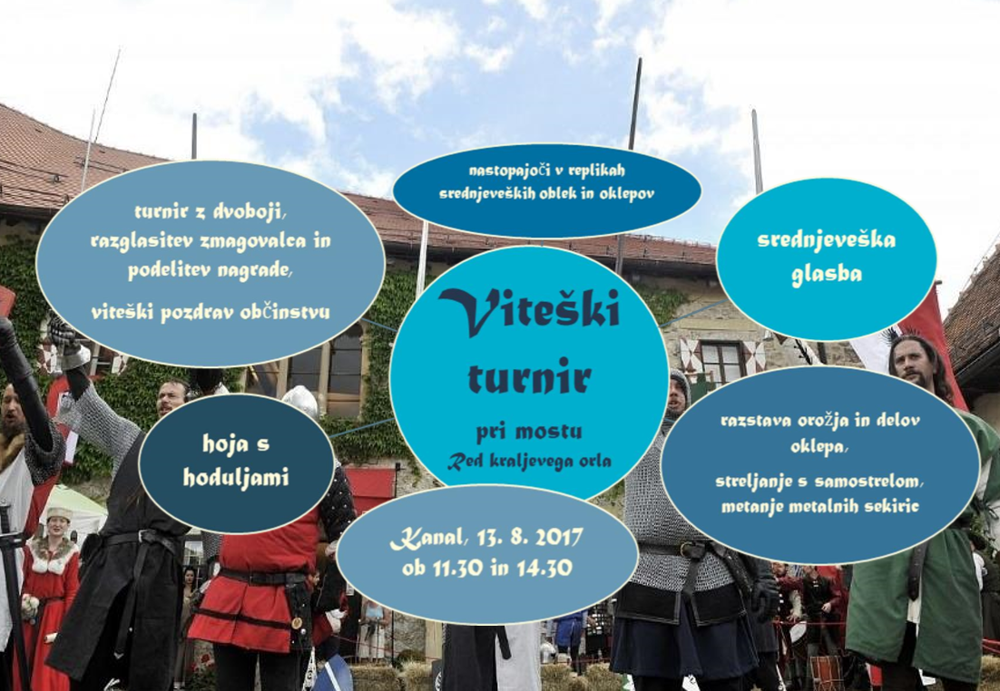 nastopajoči v replikah
srednjeveških oblek in oklepov
turnir z dvoboji,
razglasitev zmagovalca in
podelitev nagrade,
viteški pozdrav občinstvu
srednjeveška
glasba
Viteški
turnir
pri mostu
Red kraljevega orla
hoja s
hoduljami
razstava orožja in delov
oklepa,
streljanje s samostrelom,
metanje metalnih sekiric
Kanal, 13. 8. 2017
ob 11.30 in 14.30